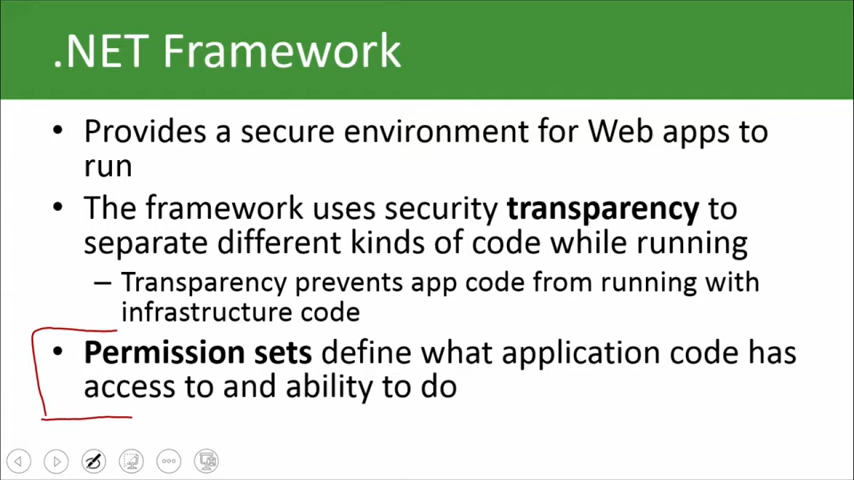 .NET Framework
• Provides a secure environment for Web apps to
run
• The framework uses security transparency to
separate different kinds of code while running
– Transparency prevents app code from running with
infrastructure code
• Permission sets define what application code has
access to and ability to do